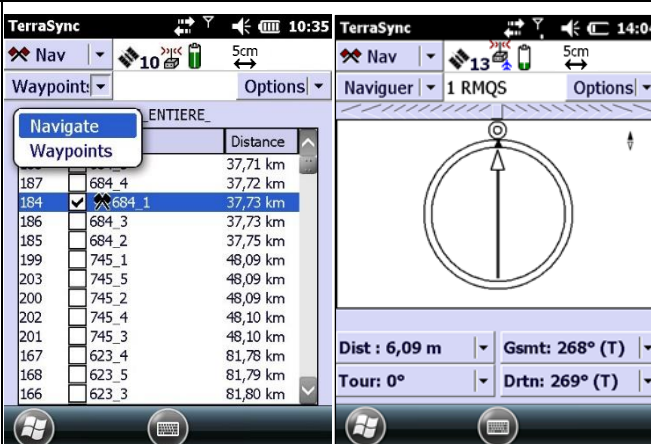 TerraSync 10:35
Nav 10 5cm
Waypoint: Options
Navigate _ENTIERE_
Waypoints Distance
37,71 km
187 684_4 37,72 km
184 684_1 37,73 km
186 684_3 37,73 km
185 684_2 37,75 km
199 745_1 48,09 km
203 745_5 48,09 km
200 745_2 48,09 km
202 745_4 48,10 km
201 745_3 48,10 km
167 623_4 81,78 km
168 623_5 81,79 km
166 623_3 81,80 km
TerraSync 14:04
Nav 13 5cm
Naviguer 1 RMQS Options
Dist : 6,09 m Gsmt: 268° (T)
Tour: 0° Drtn: 269° (T)